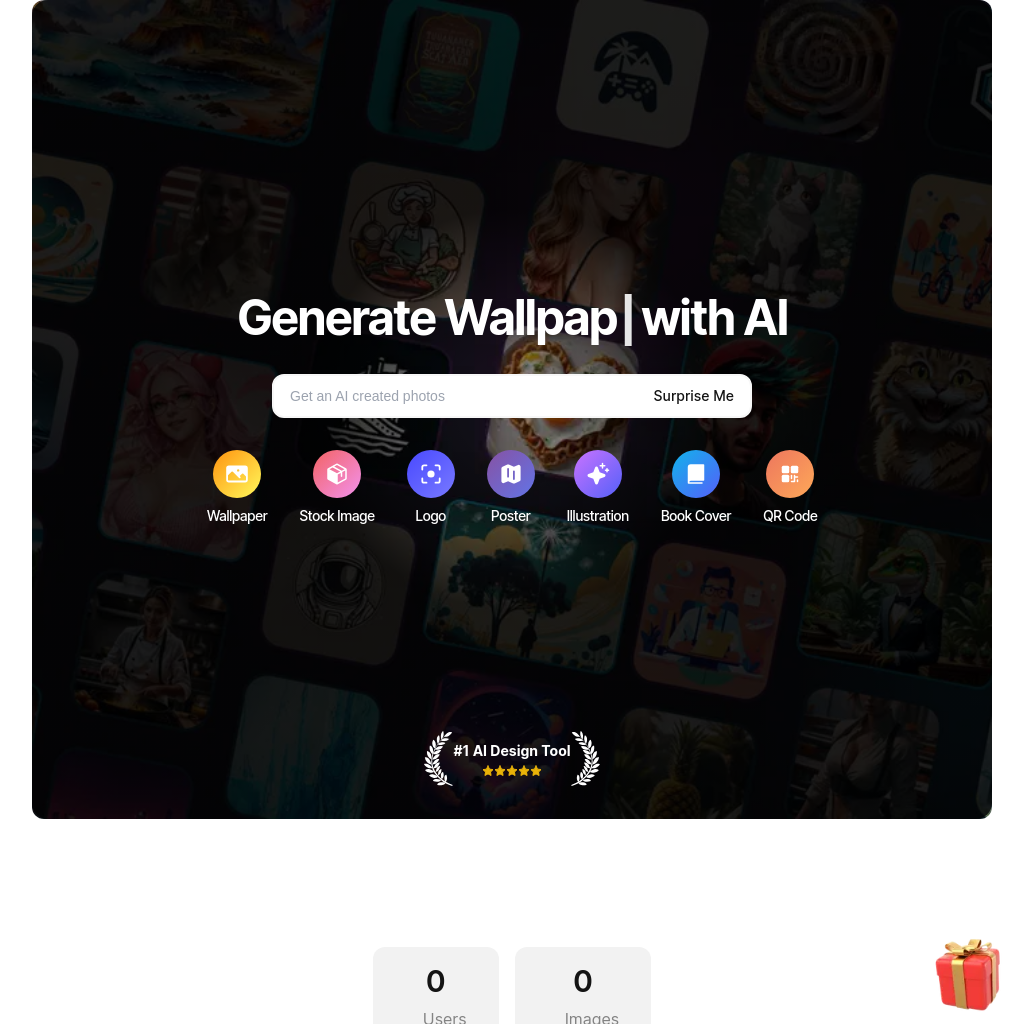 Generate Wallpap| with AI
Get an AI created photos
Surprise Me
Wallpaper
Stock Image
Logo
Poster
Illustration
Book Cover
QR Code
#1 AI Design Tool
0
Users
0
Images